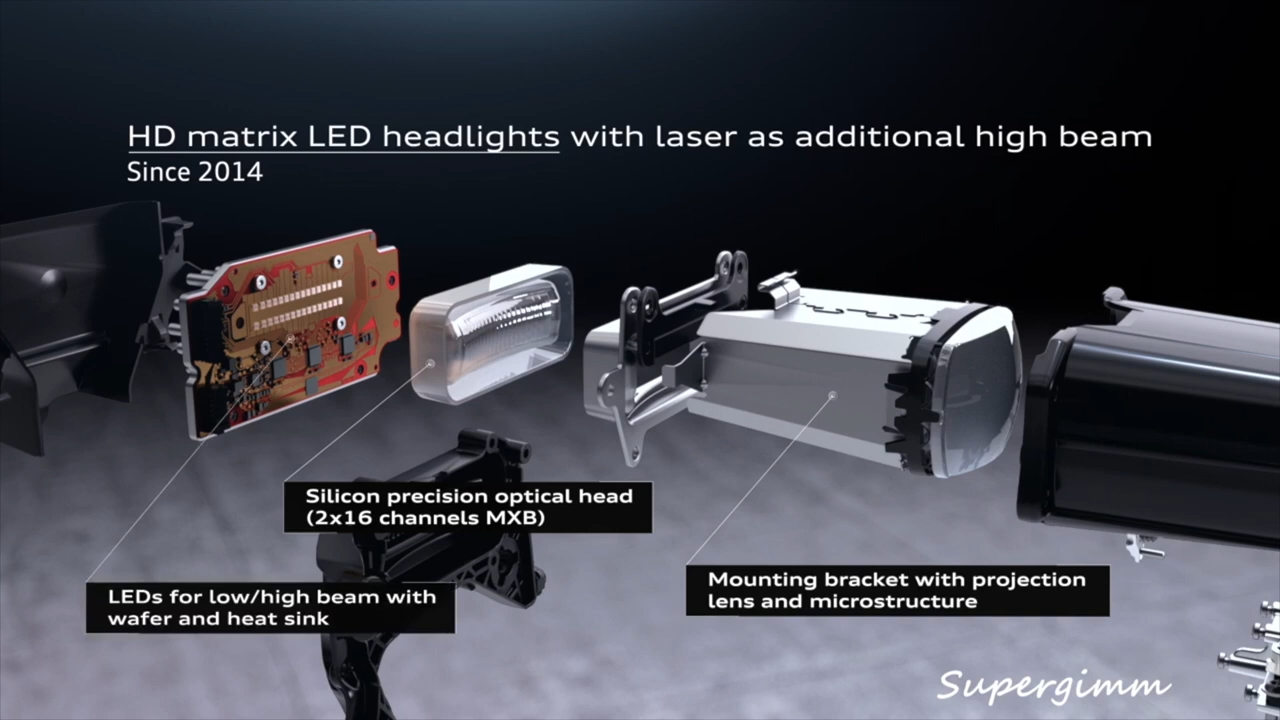 HD matrix LED headlights with laser as additional high beam
Since 2014
Silicon precision optical head
(2x16 channels MXB)
Mounting bracket with projection
lens and microstructure
LEDs for low/high beam with
wafer and heat sink
Supergimm